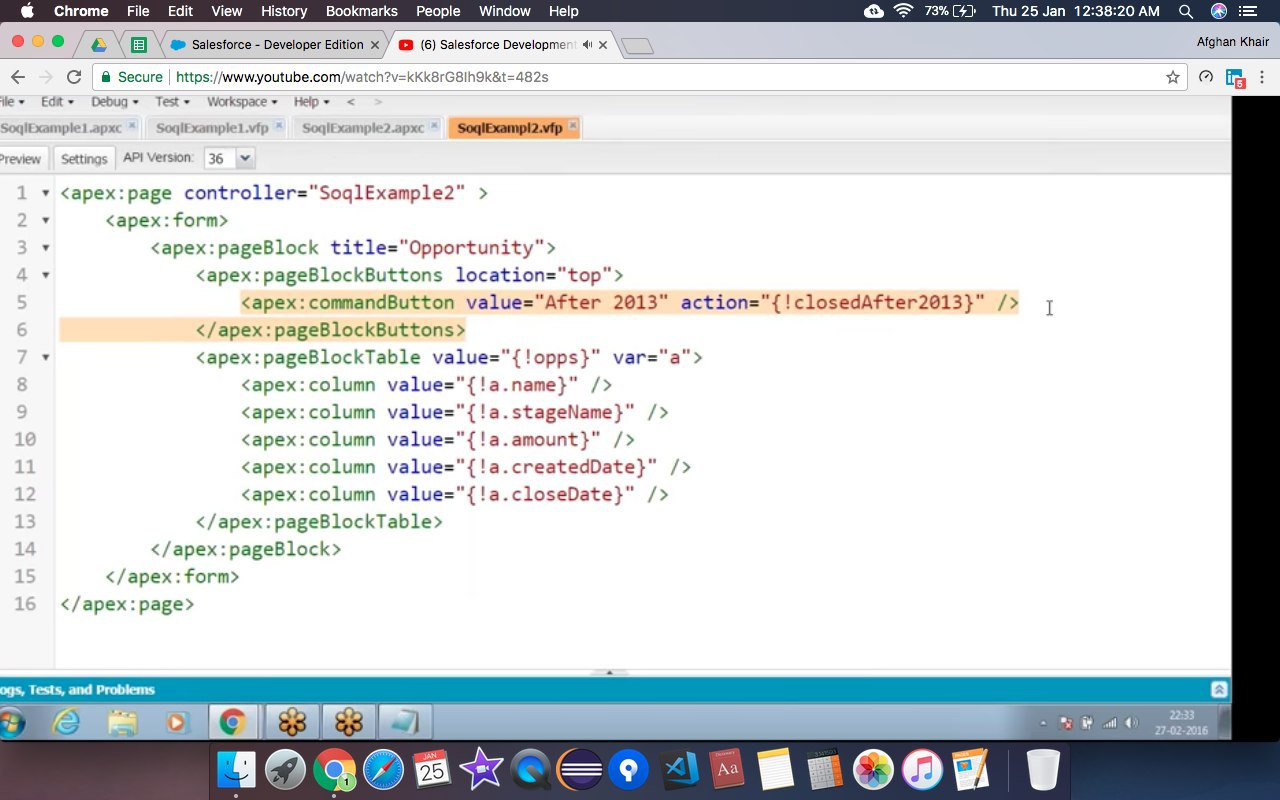 Chrome File Edit View History Bookmarks People Window Help 73% Thu 25 Jan 12:38:20 AM
Salesforce - Developer Edition (6) Salesforce Development Afghan Khair
Secure https://www.youtube.com/watch?v=kKk8rG8lh9k&t=482s 5
File Edit Debug Test Workspace Help < >
SoqlExample1.apxc SoqlExample1.vfp SoqlExample2.apxc SoqlExampl2.vfp
Preview Settings API Version: 36
1 <apex:page controller="SoqlExample2" >
2 <apex:form>
3 <apex:pageBlock title="Opportunity">
4 <apex:pageBlockButtons location="top">
5 <apex:commandButton value="After 2013" action="{!closedAfter2013}" />
6 </apex:pageBlockButtons>
7 <apex:pageBlockTable value="{!opps}" var="a">
8 <apex:column value="{!a.name}" />
9 <apex:column value="{!a.stageName}" />
10 <apex:column value="{!a.amount}" />
11 <apex:column value="{!a.createdDate}" />
12 <apex:column value="{!a.closeDate}" />
13 </apex:pageBlockTable>
14 </apex:pageBlock>
15 </apex:form>
16 </apex:page>
ogs, Tests, and Problems
22:33
27-02-2016
JAN
25
1
Aa